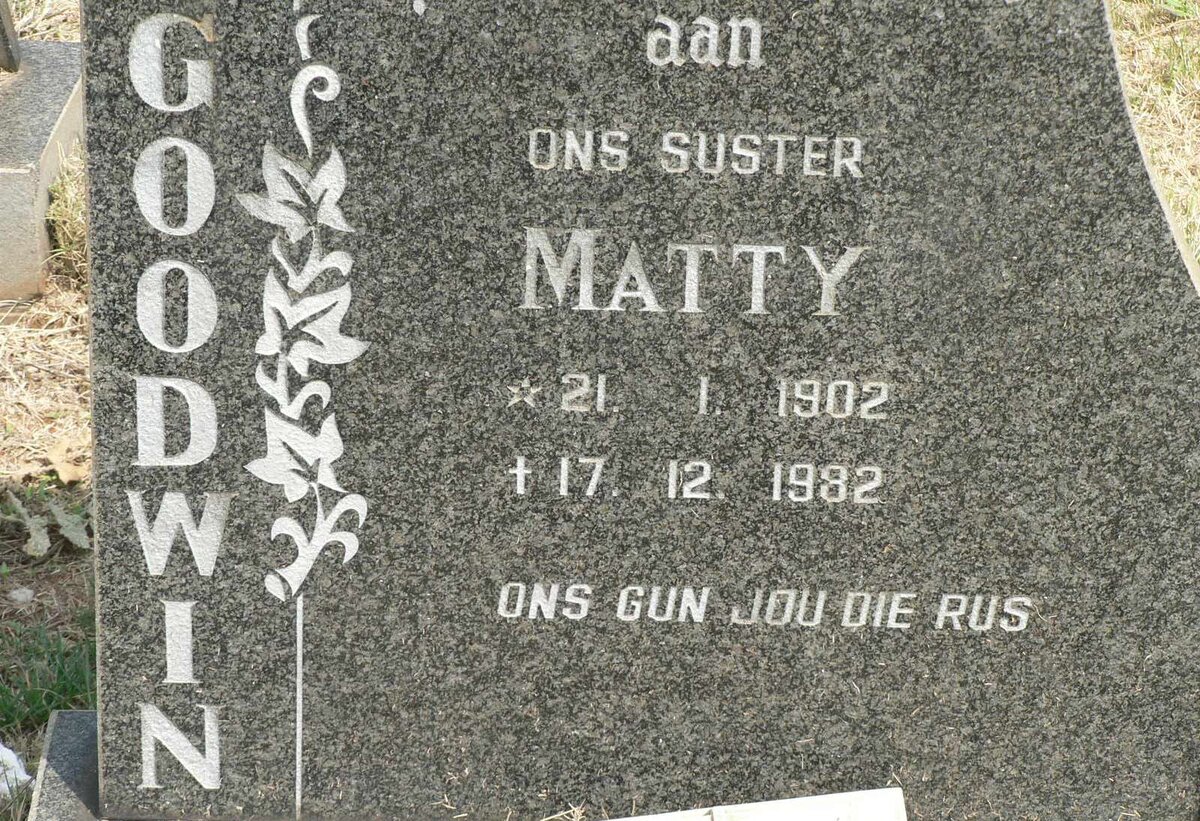 GOODWIN
aan
ONS SUSTER
MATTY
☆ 21. 1. 1902
† 17. 12. 1982
ONS GUN JOU DIE RUS